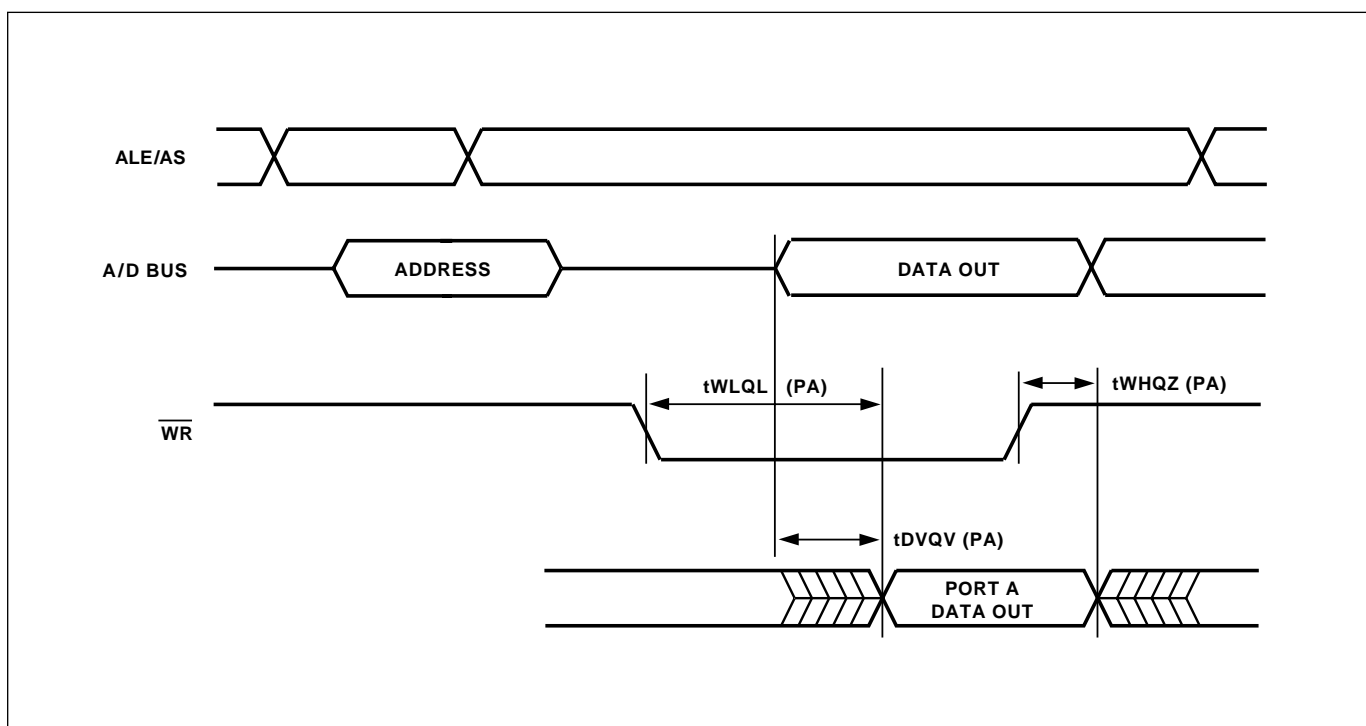 ALE/AS
A/D BUS
ADDRESS
DATA OUT
tWLQL (PA)
tWHQZ (PA)
WR
tDVQV (PA)
PORT A
DATA OUT